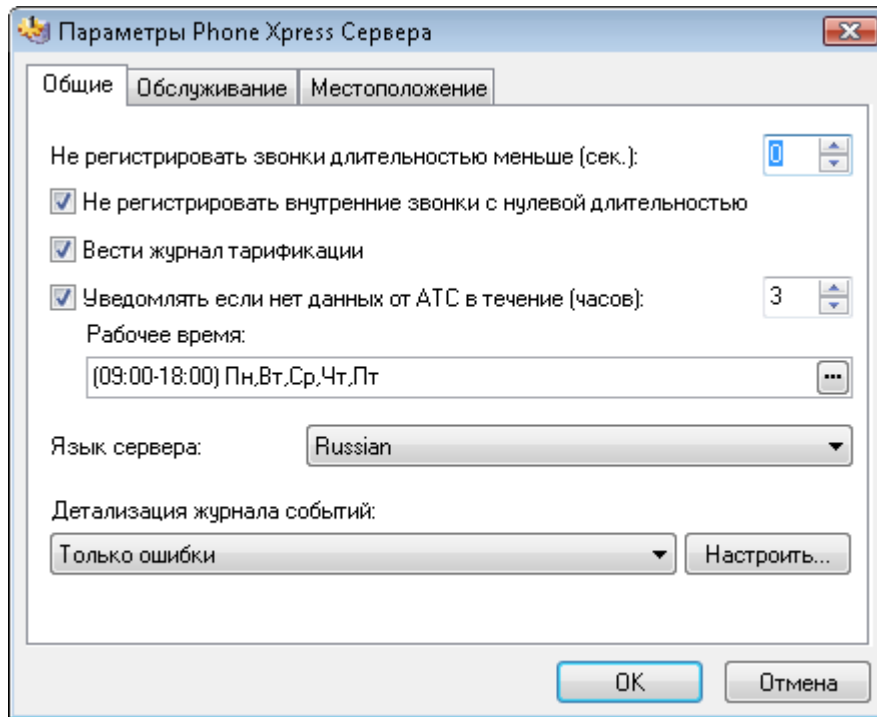 Параметры Phone Xpress Сервера
Общие Обслуживание Местоположение
Не регистрировать звонки длительностью меньше (сек.): 0
Не регистрировать внутренние звонки с нулевой длительностью
Вести журнал тарификации
Уведомлять если нет данных от АТС в течение (часов): 3
Рабочее время:
(09:00-18:00) Пн,Вт,Ср,Чт,Пт ...
Язык сервера: Russian
Детализация журнала событий:
Только ошибки Настроить...
OK Отмена